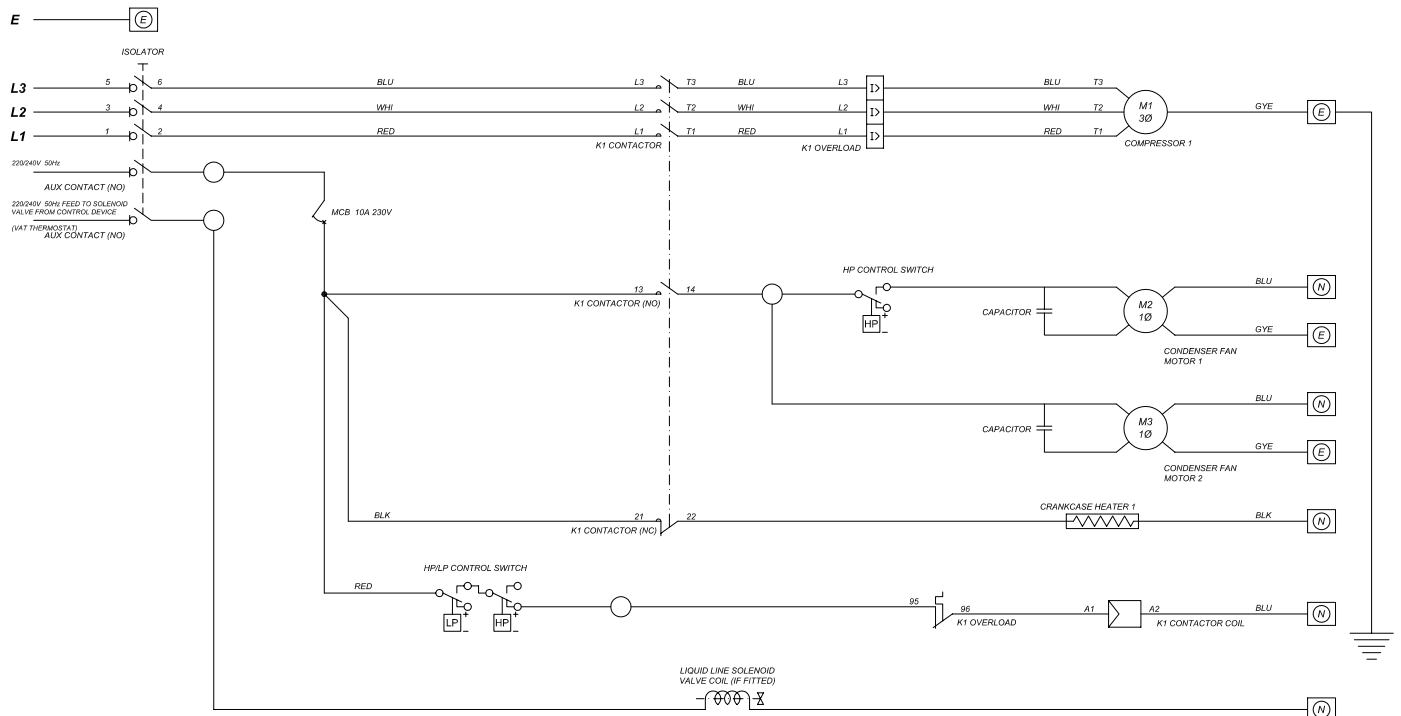 E
E
ISOLATOR
L3 5 6 BLU L3 T3 BLU L3 I> BLU T3
L2 3 4 WHI L2 T2 WHI L2 I> WHI T2 M1 3Ø GYE E
L1 1 2 RED L1 T1 RED L1 I> RED T1
K1 CONTACTOR
K1 OVERLOAD
COMPRESSOR 1
220/240V 50Hz
AUX CONTACT (NO)
220/240V 50Hz FEED TO SOLENOID
VALVE FROM CONTROL DEVICE
(VAT THERMOSTAT)
AUX CONTACT (NO)
MCB 10A 230V
HP CONTROL SWITCH
13 14
K1 CONTACTOR (NO)
HP + –
CAPACITOR
M2
1Ø
BLU N
GYE E
CONDENSER FAN
MOTOR 1
CAPACITOR
M3
1Ø
BLU N
GYE E
CONDENSER FAN
MOTOR 2
BLK 21 22
K1 CONTACTOR (NC)
CRANKCASE HEATER 1
BLK N
HP/LP CONTROL SWITCH
RED
LP + –
HP + –
95 96
K1 OVERLOAD
A1 A2
K1 CONTACTOR COIL
BLU N
LIQUID LINE SOLENOID
VALVE COIL (IF FITTED)
N